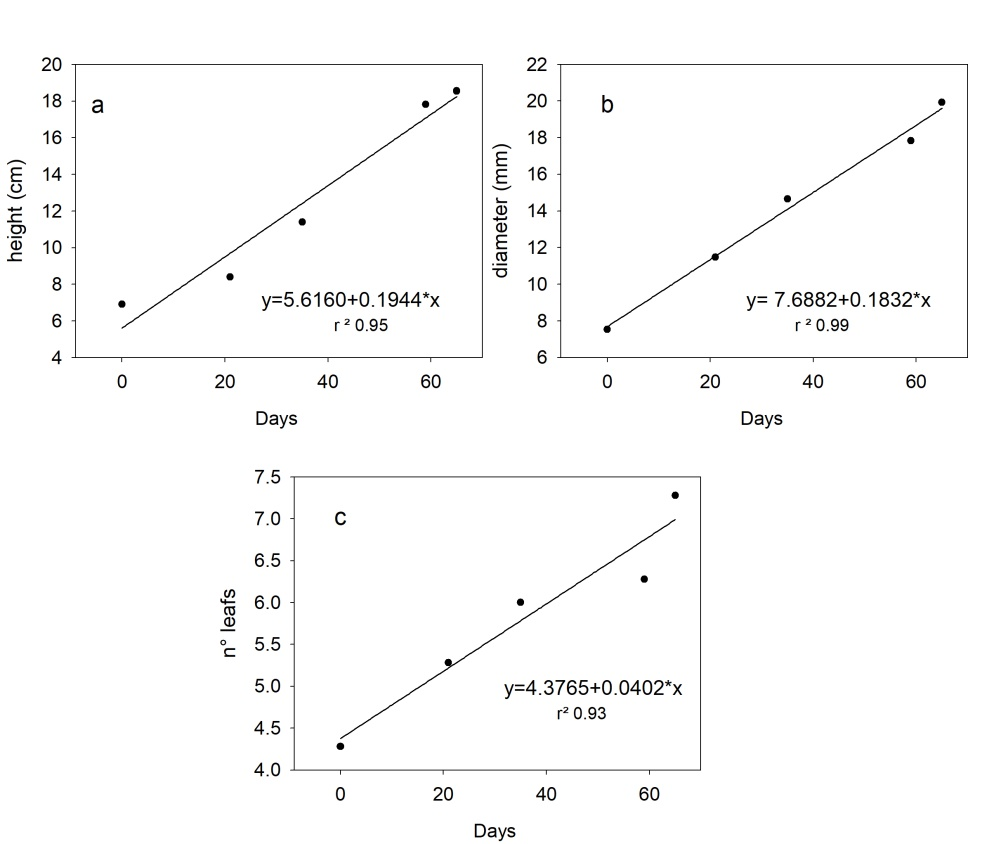 a
height (cm)
20
18
16
14
12
10
8
6
4
y=5.6160+0.1944*x
r ² 0.95
0 20 40 60
Days
b
diameter (mm)
22
20
18
16
14
12
10
8
6
y= 7.6882+0.1832*x
r ² 0.99
0 20 40 60
Days
c
n° leafs
7.5
7.0
6.5
6.0
5.5
5.0
4.5
4.0
y=4.3765+0.0402*x
r² 0.93
0 20 40 60
Days